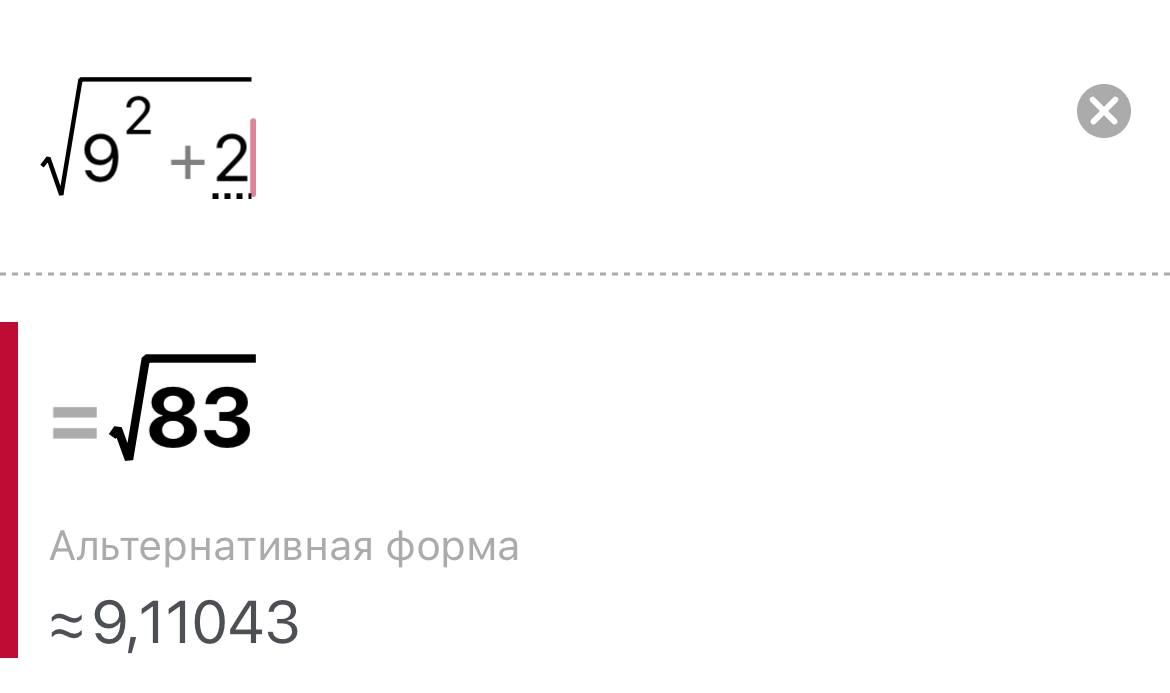 √9² + 2
= √83
Альтернативная форма
≈ 9,11043